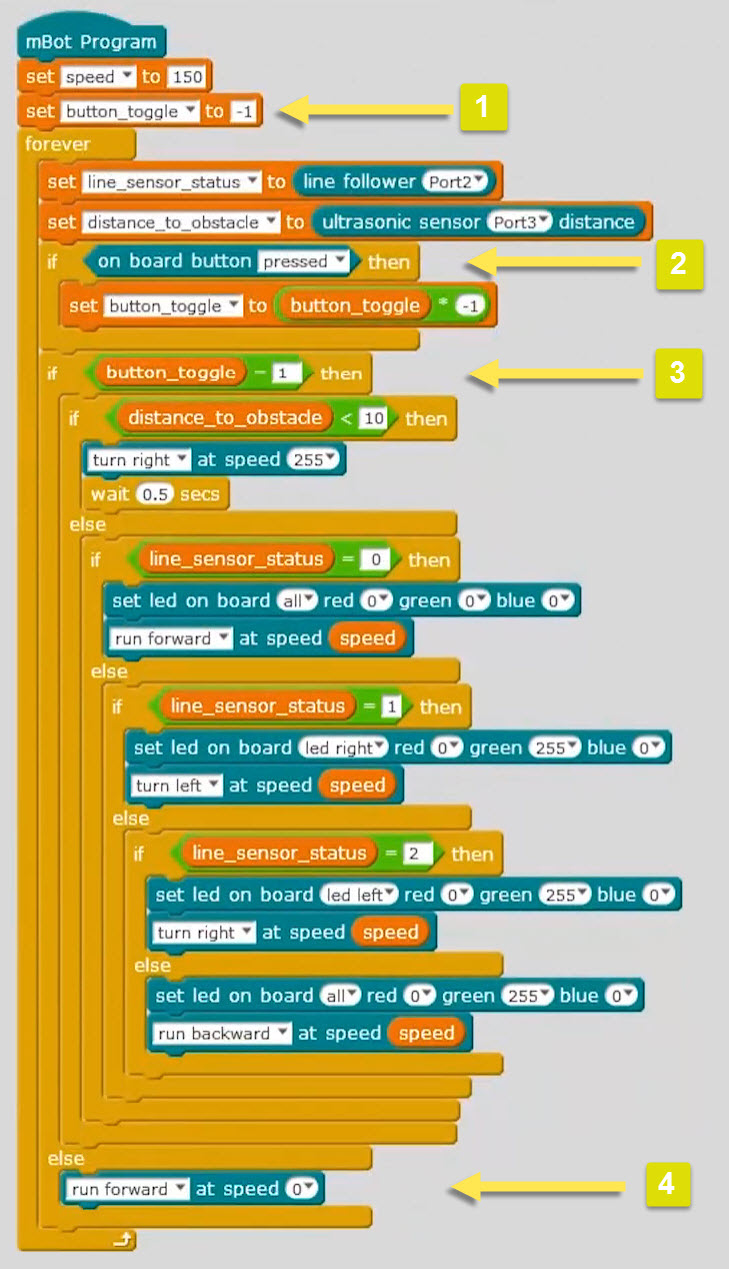 mBot Program
set speed to 150
set button_toggle to -1
1
forever
set line_sensor_status to line follower Port2
set distance_to_obstacle to ultrasonic sensor Port3 distance
if on board button pressed then
2
set button_toggle to button_toggle * -1
if button_toggle = 1 then
3
if distance_to_obstacle < 10 then
turn right at speed 255
wait 0.5 secs
else
if line_sensor_status = 0 then
set led on board all red 0 green 0 blue 0
run forward at speed speed
else
if line_sensor_status = 1 then
set led on board led right red 0 green 255 blue 0
turn left at speed speed
else
if line_sensor_status = 2 then
set led on board led left red 0 green 255 blue 0
turn right at speed speed
else
set led on board all red 0 green 255 blue 0
run backward at speed speed
else
run forward at speed 0
4